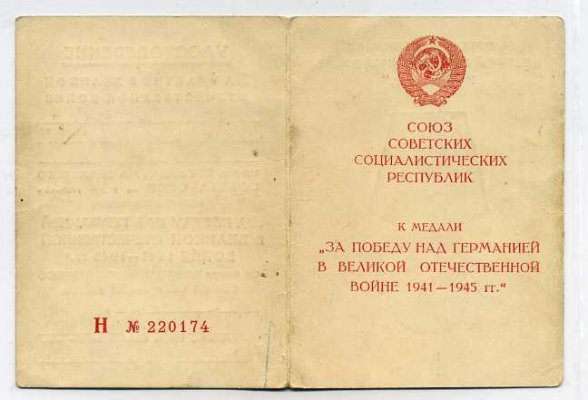 Н № 220174
СОЮЗ
СОВЕТСКИХ
СОЦИАЛИСТИЧЕСКИХ
РЕСПУБЛИК
К МЕДАЛИ
„ЗА ПОБЕДУ НАД ГЕРМАНИЕЙ
В ВЕЛИКОЙ ОТЕЧЕСТВЕННОЙ
ВОЙНЕ 1941—1945 гг.“